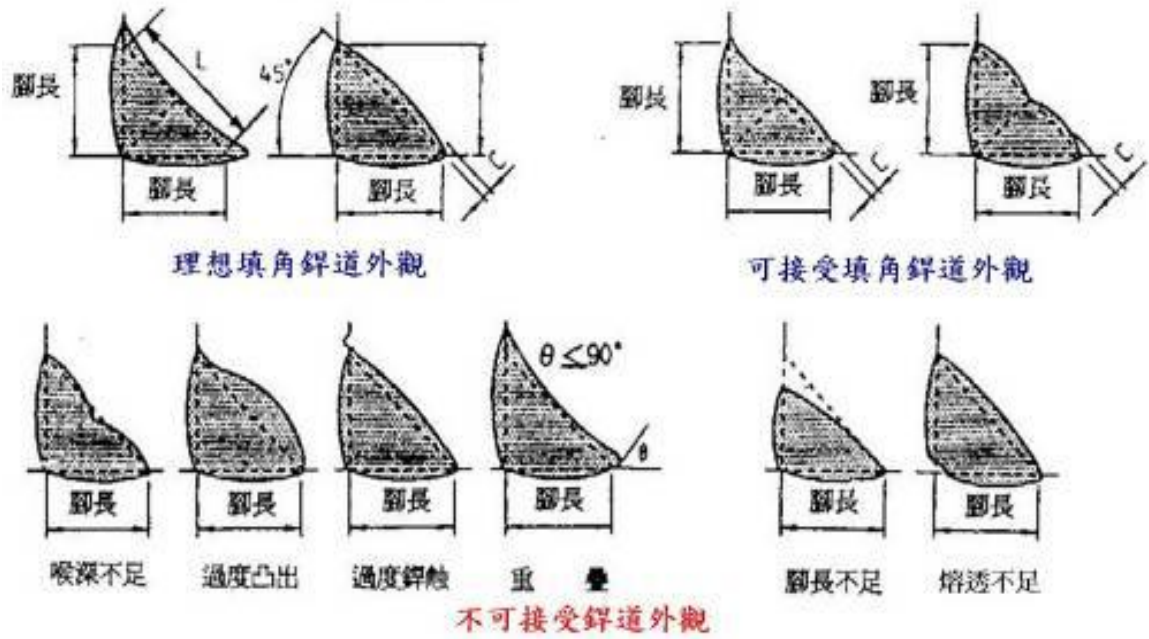 L
腳長
45°
腳長
C
腳長
腳長
C
腳長
腳長
C
腳長
理想填角銲道外觀
可接受填角銲道外觀
θ≤90°
θ
腳長
腳長
腳長
腳長
腳長
腳長
喉深不足
過度凸出
過度銲蝕
重疊
腳長不足
熔透不足
不可接受銲道外觀